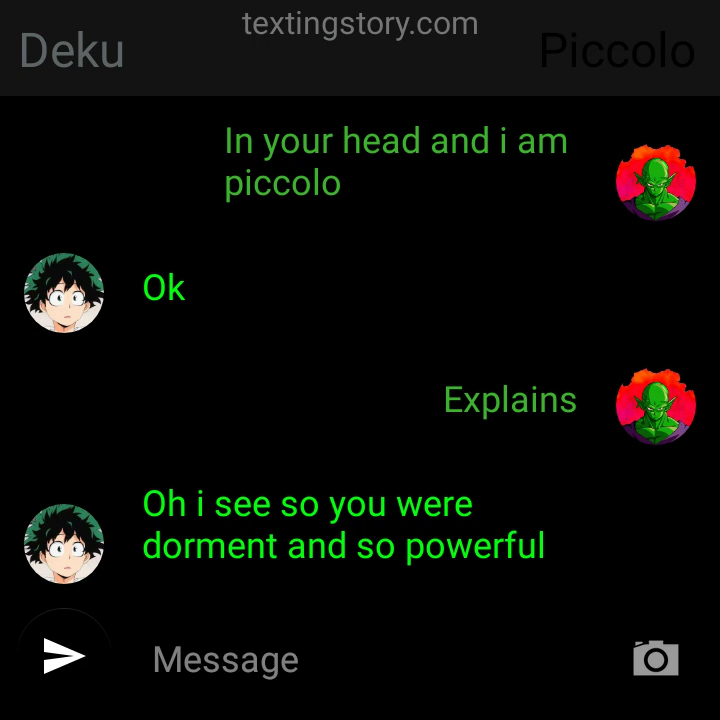 textingstory.com
Deku
Piccolo
In your head and i am
piccolo
Ok
Explains
Oh i see so you were
dorment and so powerful
Message